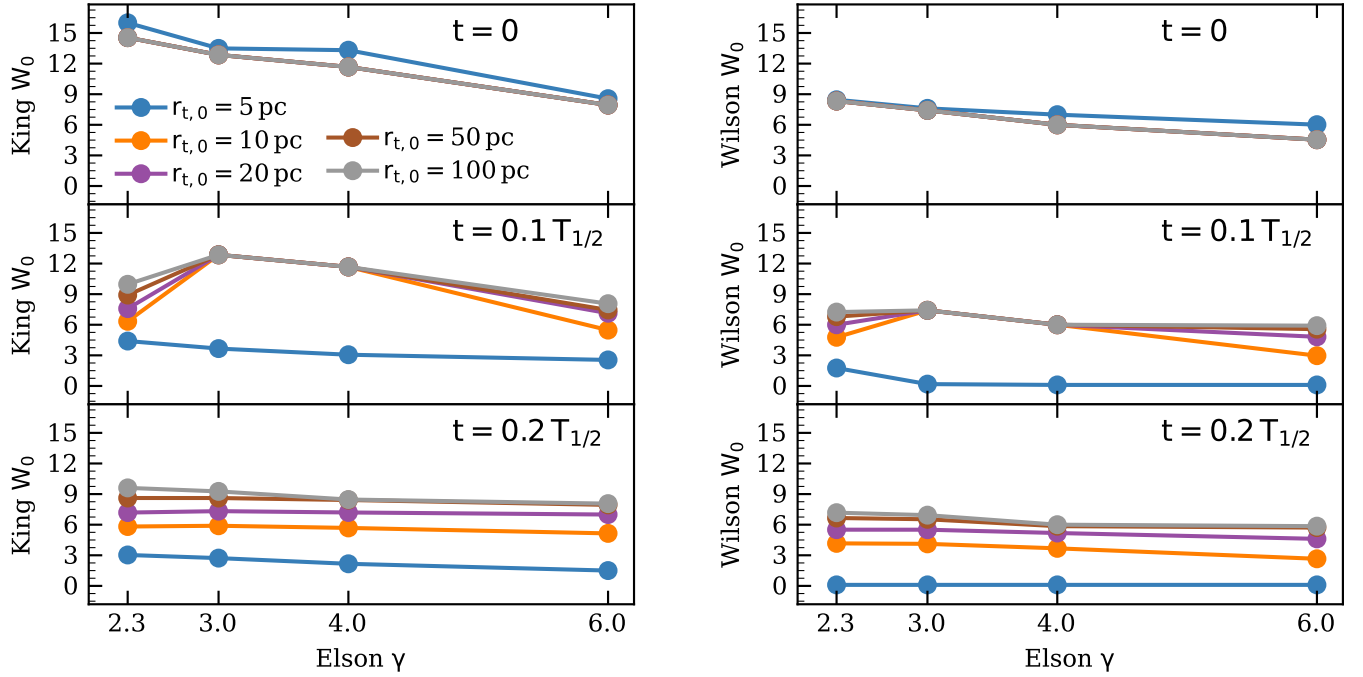 t = 0
King W₀
15
12
9
6
3
0
r_t,0 = 5 pc
r_t,0 = 10 pc
r_t,0 = 20 pc
r_t,0 = 50 pc
r_t,0 = 100 pc
t = 0.1 T₁/₂
King W₀
15
12
9
6
3
0
t = 0.2 T₁/₂
King W₀
15
12
9
6
3
0
2.3 3.0 4.0 6.0
Elson γ
t = 0
Wilson W₀
15
12
9
6
3
0
t = 0.1 T₁/₂
Wilson W₀
15
12
9
6
3
0
t = 0.2 T₁/₂
Wilson W₀
15
12
9
6
3
0
2.3 3.0 4.0 6.0
Elson γ